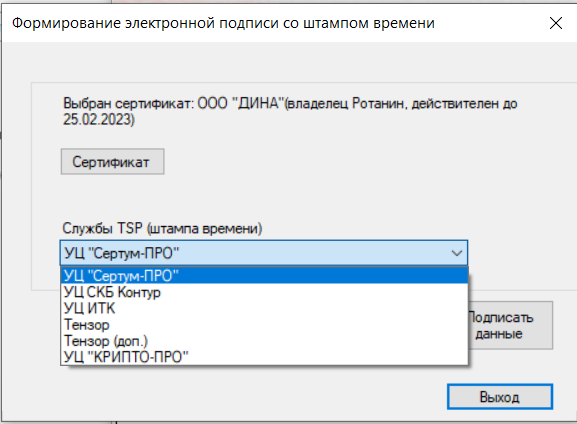 Формирование электронной подписи со штампом времени
Выбран сертификат: ООО "ДИНА"(владелец Ротанин, действителен до
25.02.2023)
Сертификат
Службы TSP (штампа времени)
УЦ "Сертум-ПРО"
УЦ "Сертум-ПРО"
УЦ СКБ Контур
УЦ ИТК
Тензор
Тензор (доп.)
УЦ "КРИПТО-ПРО"
Подписать
данные
Выход